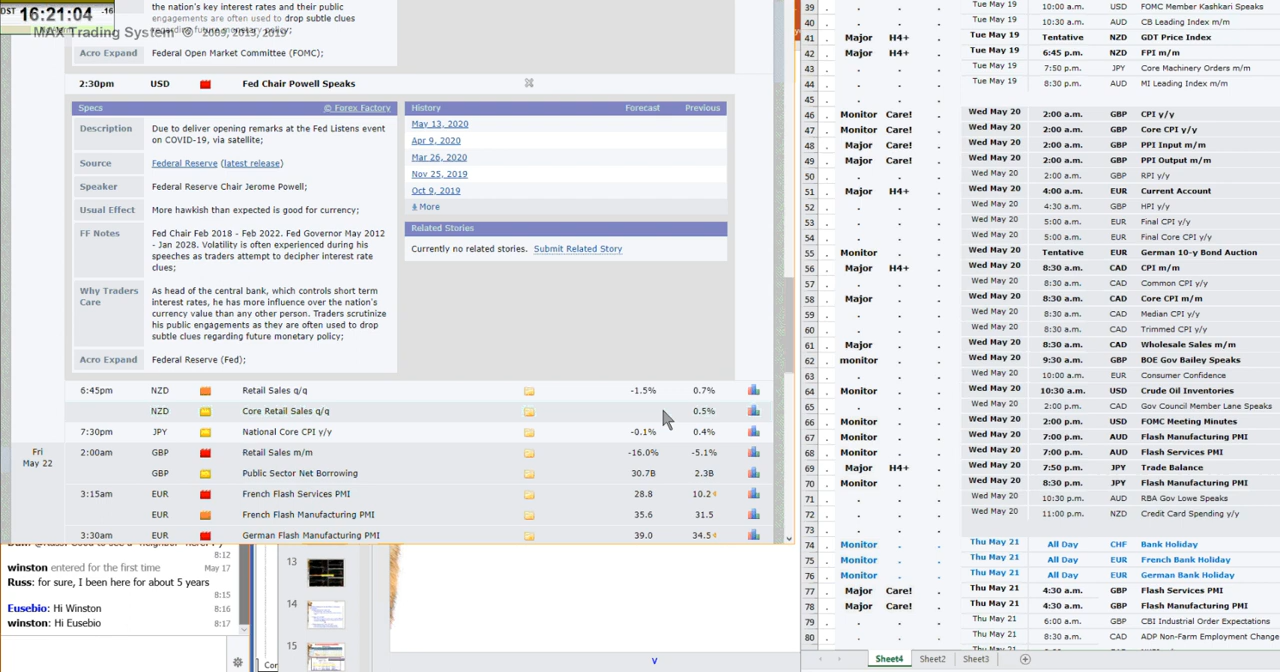 DST 16:21:04 -16
MAX Trading System © 2009, 2013, 2019
the nation's key interest rates and their public
engagements are often used to drop subtle clues
regarding future monetary policy;
Acro Expand Federal Open Market Committee (FOMC);
2:30pm USD Fed Chair Powell Speaks
Specs © Forex Factory
Description Due to deliver opening remarks at the Fed Listens event
on COVID-19, via satellite;
Source Federal Reserve (latest release)
Speaker Federal Reserve Chair Jerome Powell;
Usual Effect More hawkish than expected is good for currency;
FF Notes Fed Chair Feb 2018 - Feb 2022. Fed Governor May 2012
- Jan 2028. Volatility is often experienced during his
speeches as traders attempt to decipher interest rate
clues;
Why Traders Care As head of the central bank, which controls short term
interest rates, he has more influence over the nation's
currency value than any other person. Traders scrutinize
his public engagements as they are often used to drop
subtle clues regarding future monetary policy;
Acro Expand Federal Reserve (Fed);
History Forecast Previous
May 13, 2020
Apr 9, 2020
Mar 26, 2020
Nov 25, 2019
Oct 9, 2019
More
Related Stories
Currently no related stories. Submit Related Story
6:45pm NZD Retail Sales q/q -1.5% 0.7%
NZD Core Retail Sales q/q 0.5%
7:30pm JPY National Core CPI y/y -0.1% 0.4%
Fri
May 22
2:00am GBP Retail Sales m/m -16.0% -5.1%
GBP Public Sector Net Borrowing 30.7B 2.3B
3:15am EUR French Flash Services PMI 28.8 10.2
EUR French Flash Manufacturing PMI 35.6 31.5
3:30am EUR German Flash Manufacturing PMI 39.0 34.5
8:12
winston entered for the first time May 17
Russ: for sure, I been here for about 5 years
8:15
Eusebio: Hi Winston 8:16
winston: Hi Eusebio 8:17
13
14
15
39 . . . . Tue May 19 10:00 a.m. USD FOMC Member Kashkari Speaks
40 . . . . Tue May 19 10:30 a.m. AUD CB Leading Index m/m
41 . Major H4+ . Tue May 19 Tentative NZD GDT Price Index
42 . Major H4+ . Tue May 19 6:45 p.m. NZD FPI m/m
43 . . . . Tue May 19 7:50 p.m. JPY Core Machinery Orders m/m
44 . . . . Tue May 19 8:30 p.m. AUD MI Leading Index m/m
45 . . . .
46 . Monitor Care! . Wed May 20 2:00 a.m. GBP CPI y/y
47 . Monitor Care! . Wed May 20 2:00 a.m. GBP Core CPI y/y
48 . Major Care! . Wed May 20 2:00 a.m. GBP PPI Input m/m
49 . Major Care! . Wed May 20 2:00 a.m. GBP PPI Output m/m
50 . . . . Wed May 20 2:00 a.m. GBP RPI y/y
51 . Major H4+ . Wed May 20 4:00 a.m. EUR Current Account
52 . . . . Wed May 20 4:30 a.m. GBP HPI y/y
53 . . . . Wed May 20 5:00 a.m. EUR Final CPI y/y
54 . . . . Wed May 20 5:00 a.m. EUR Final Core CPI y/y
55 . Monitor . . Wed May 20 Tentative EUR German 10-y Bond Auction
56 . Major H4+ . Wed May 20 8:30 a.m. CAD CPI m/m
57 . . . . Wed May 20 8:30 a.m. CAD Common CPI y/y
58 . Major . . Wed May 20 8:30 a.m. CAD Core CPI m/m
59 . . . . Wed May 20 8:30 a.m. CAD Median CPI y/y
60 . . . . Wed May 20 8:30 a.m. CAD Trimmed CPI y/y
61 . Major . . Wed May 20 8:30 a.m. CAD Wholesale Sales m/m
62 . monitor . . Wed May 20 9:30 a.m. GBP BOE Gov Bailey Speaks
63 . . . . Wed May 20 10:00 a.m. EUR Consumer Confidence
64 . Monitor . . Wed May 20 10:30 a.m. USD Crude Oil Inventories
65 . . . . Wed May 20 2:00 p.m. CAD Gov Council Member Lane Speaks
66 . Monitor . . Wed May 20 2:00 p.m. USD FOMC Meeting Minutes
67 . Major . . Wed May 20 7:00 p.m. AUD Flash Manufacturing PMI
68 . Major . . Wed May 20 7:00 p.m. AUD Flash Services PMI
69 . Major H4+ . Wed May 20 7:50 p.m. JPY Trade Balance
70 . Monitor . . Wed May 20 8:30 p.m. JPY Flash Manufacturing PMI
71 . . . . Wed May 20 10:30 p.m. AUD RBA Gov Lowe Speaks
72 . . . . Wed May 20 11:00 p.m. NZD Credit Card Spending y/y
73 . . . .
74 . Monitor . . Thu May 21 All Day CHF Bank Holiday
75 . Monitor . . Thu May 21 All Day EUR French Bank Holiday
76 . Monitor . . Thu May 21 All Day EUR German Bank Holiday
77 . Major Care! . Thu May 21 4:30 a.m. GBP Flash Services PMI
78 . Major Care! . Thu May 21 4:30 a.m. GBP Flash Manufacturing PMI
79 . . . . Thu May 21 6:00 a.m. GBP CBI Industrial Order Expectations
80 . . . . Thu May 21 8:30 a.m. CAD ADP Non-Farm Employment Change
Sheet4 Sheet2 Sheet3